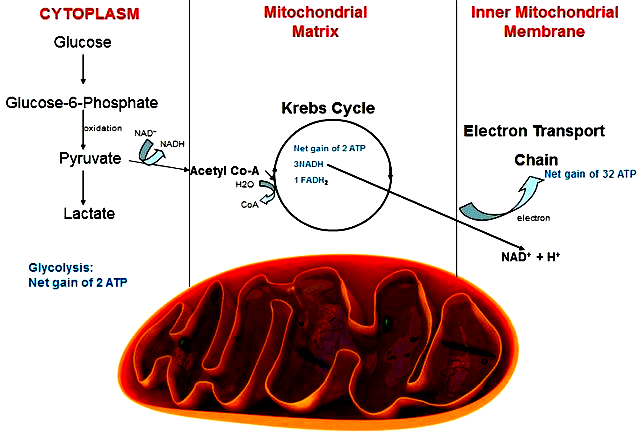 CYTOPLASM
Glucose
Glucose-6-Phosphate
oxidation
NAD⁺
NADH
Pyruvate
Lactate
Glycolysis:
Net gain of 2 ATP
Mitochondrial
Matrix
Krebs Cycle
Net gain of 2 ATP
3NADH
1 FADH₂
Acetyl Co-A
H2O
CoA
Inner Mitochondrial
Membrane
Electron Transport
Chain
Net gain of 32 ATP
electron
NAD⁺ + H⁺